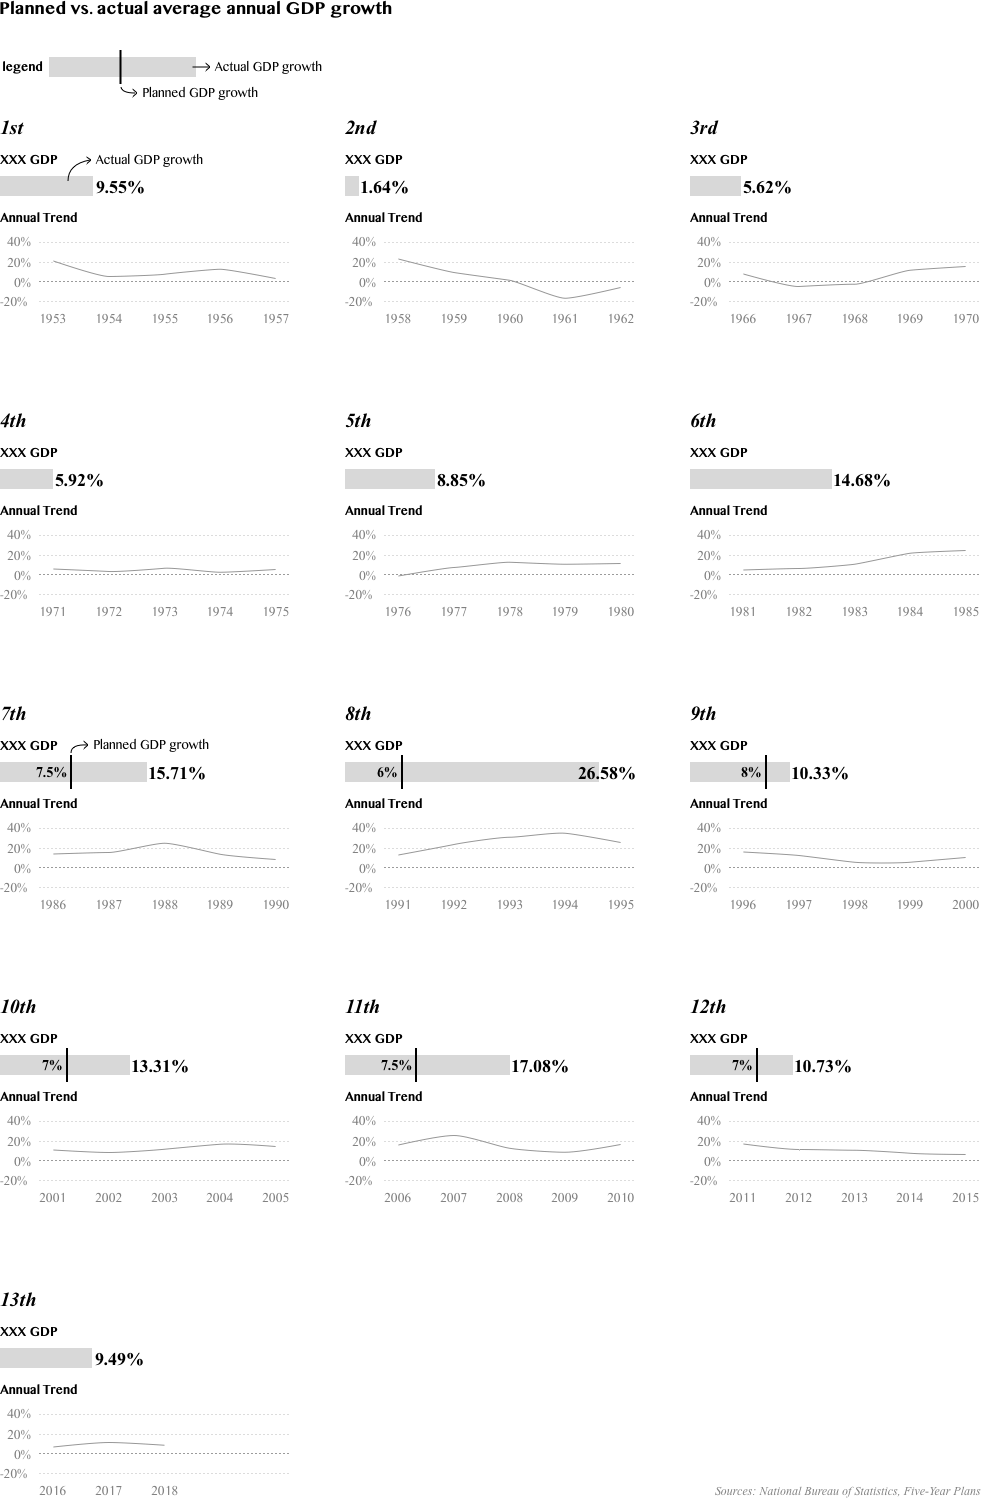 Planned vs. actual average annual GDP growth
legend Actual GDP growth
Planned GDP growth
1st
XXX GDP Actual GDP growth
9.55%
Annual Trend
40%
20%
0%
-20%
1953 1954 1955 1956 1957
2nd
XXX GDP
1.64%
Annual Trend
40%
20%
0%
-20%
1958 1959 1960 1961 1962
3rd
XXX GDP
5.62%
Annual Trend
40%
20%
0%
-20%
1966 1967 1968 1969 1970
4th
XXX GDP
5.92%
Annual Trend
40%
20%
0%
-20%
1971 1972 1973 1974 1975
5th
XXX GDP
8.85%
Annual Trend
40%
20%
0%
-20%
1976 1977 1978 1979 1980
6th
XXX GDP
14.68%
Annual Trend
40%
20%
0%
-20%
1981 1982 1983 1984 1985
7th
XXX GDP Planned GDP growth
7.5% 15.71%
Annual Trend
40%
20%
0%
-20%
1986 1987 1988 1989 1990
8th
XXX GDP
6% 26.58%
Annual Trend
40%
20%
0%
-20%
1991 1992 1993 1994 1995
9th
XXX GDP
8% 10.33%
Annual Trend
40%
20%
0%
-20%
1996 1997 1998 1999 2000
10th
XXX GDP
7% 13.31%
Annual Trend
40%
20%
0%
-20%
2001 2002 2003 2004 2005
11th
XXX GDP
7.5% 17.08%
Annual Trend
40%
20%
0%
-20%
2006 2007 2008 2009 2010
12th
XXX GDP
7% 10.73%
Annual Trend
40%
20%
0%
-20%
2011 2012 2013 2014 2015
13th
XXX GDP
9.49%
Annual Trend
40%
20%
0%
-20%
2016 2017 2018
Sources: National Bureau of Statistics, Five-Year Plans